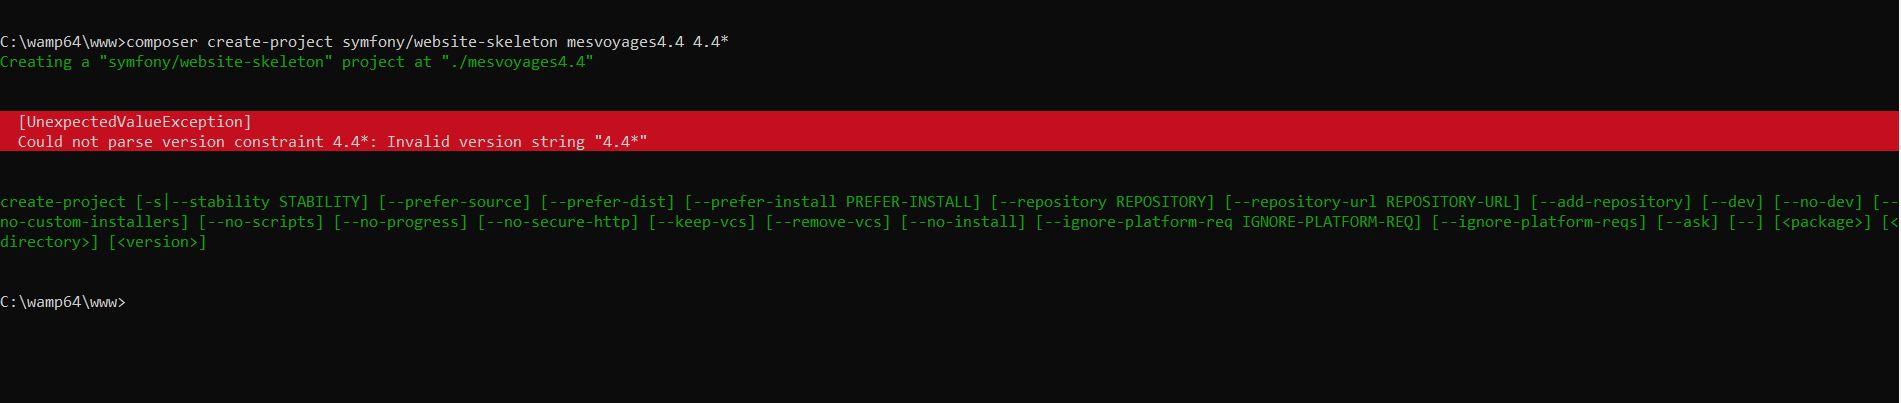 C:\wamp64\www>composer create-project symfony/website-skeleton mesvoyages4.4 4.4*
Creating a "symfony/website-skeleton" project at "./mesvoyages4.4"
[UnexpectedValueException]
Could not parse version constraint 4.4*: Invalid version string "4.4*"
create-project [-s|--stability STABILITY] [--prefer-source] [--prefer-dist] [--prefer-install PREFER-INSTALL] [--repository REPOSITORY] [--repository-url REPOSITORY-URL] [--add-repository] [--dev] [--no-dev] [--
no-custom-installers] [--no-scripts] [--no-progress] [--no-secure-http] [--keep-vcs] [--remove-vcs] [--no-install] [--ignore-platform-req IGNORE-PLATFORM-REQ] [--ignore-platform-reqs] [--ask] [--] [<package>] [<
directory>] [<version>]
C:\wamp64\www>